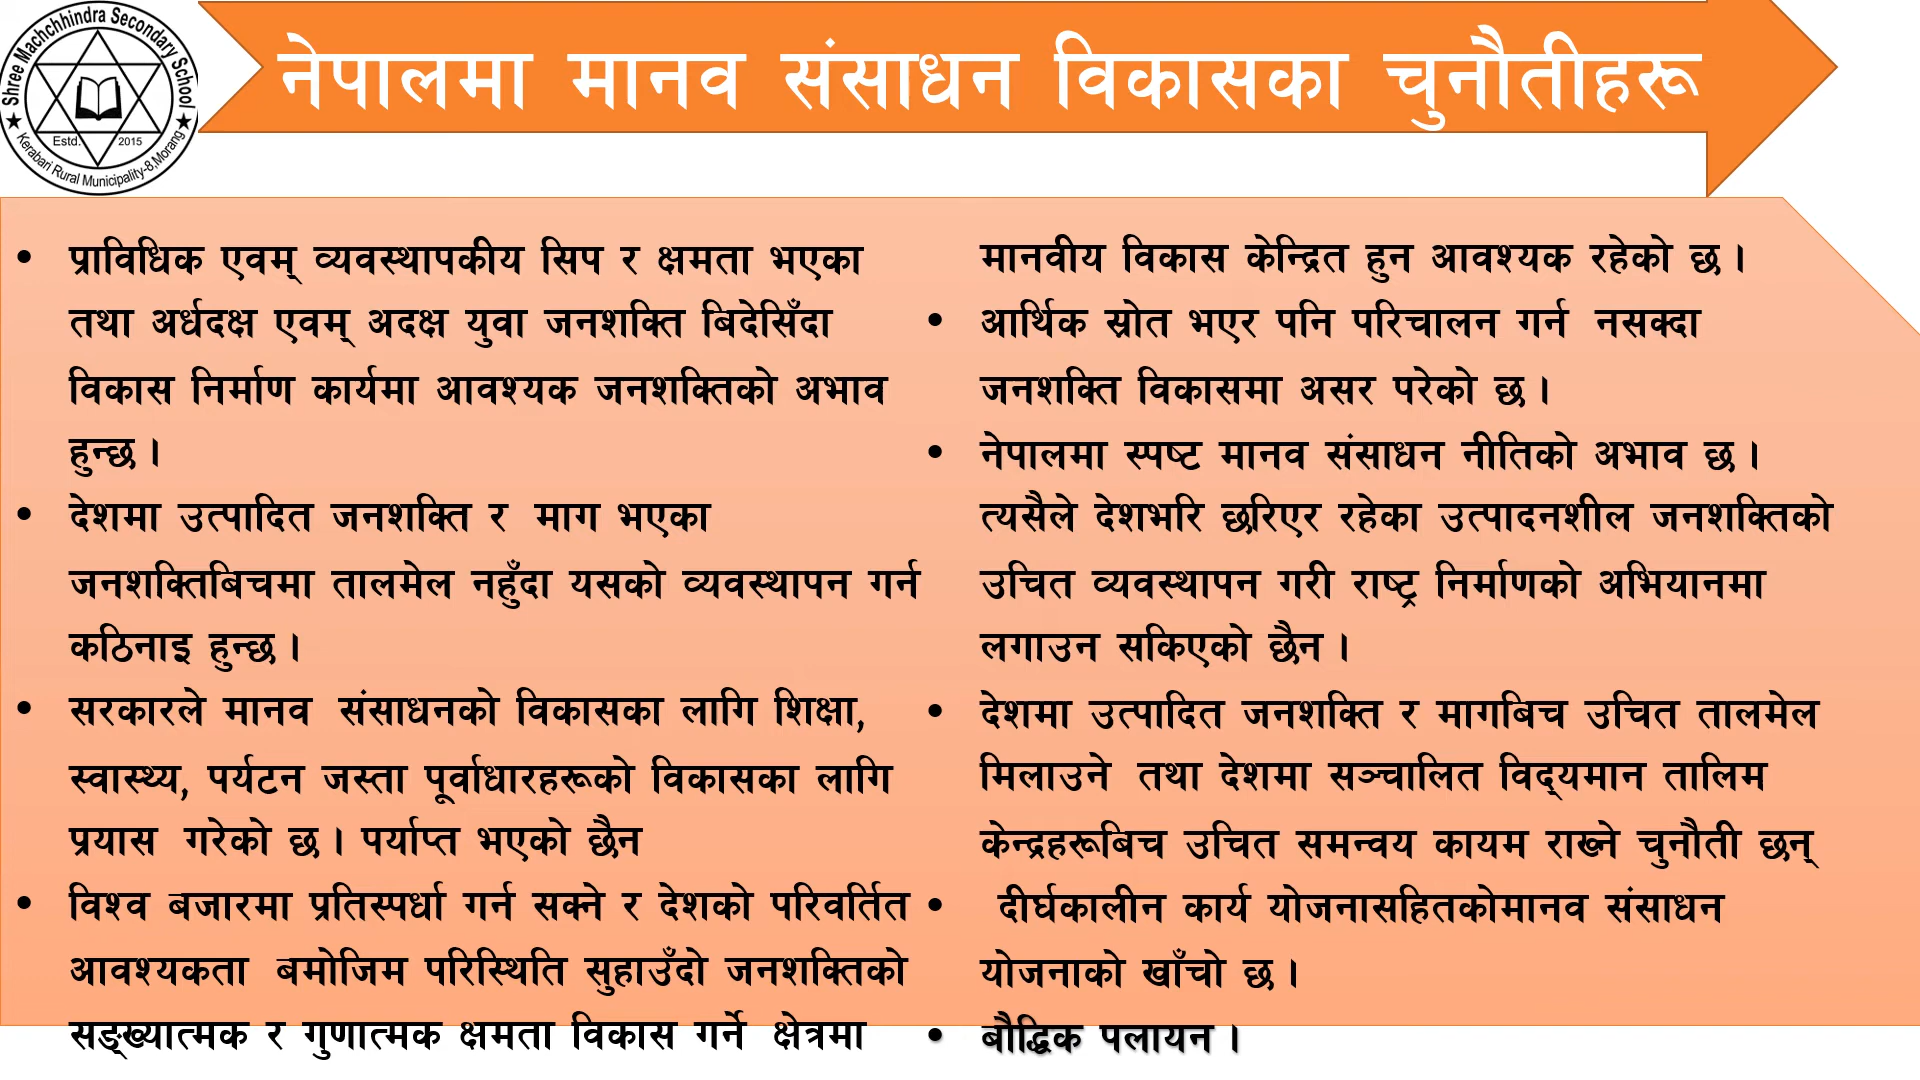 Shree Machchhindra Secondary School
Estd. 2015
Kerabari Rural Municipality-8,Morang
नेपालमा मानव संसाधन विकासका चुनौतीहरू
• प्राविधिक एवम् व्यवस्थापकीय सिप र क्षमता भएका
तथा अर्धदक्ष एवम् अदक्ष युवा जनशक्ति बिदेसिँदा
विकास निर्माण कार्यमा आवश्यक जनशक्तिको अभाव
हुन्छ ।
• देशमा उत्पादित जनशक्ति र माग भएका
जनशक्तिबिचमा तालमेल नहुँदा यसको व्यवस्थापन गर्न
कठिनाइ हुन्छ ।
• सरकारले मानव संसाधनको विकासका लागि शिक्षा,
स्वास्थ्य, पर्यटन जस्ता पूर्वाधारहरूको विकासका लागि
प्रयास गरेको छ । पर्याप्त भएको छैन
• विश्व बजारमा प्रतिस्पर्धा गर्न सक्ने र देशको परिवर्तित
आवश्यकता बमोजिम परिस्थिति सुहाउँदो जनशक्तिको
सङ्ख्यात्मक र गुणात्मक क्षमता विकास गर्ने क्षेत्रमा
मानवीय विकास केन्द्रित हुन आवश्यक रहेको छ ।
• आर्थिक स्रोत भएर पनि परिचालन गर्न नसक्दा
जनशक्ति विकासमा असर परेको छ ।
• नेपालमा स्पष्ट मानव संसाधन नीतिको अभाव छ ।
त्यसैले देशभरि छरिएर रहेका उत्पादनशील जनशक्तिको
उचित व्यवस्थापन गरी राष्ट्र निर्माणको अभियानमा
लगाउन सकिएको छैन ।
• देशमा उत्पादित जनशक्ति र मागबिच उचित तालमेल
मिलाउने तथा देशमा सञ्चालित विद्‌यमान तालिम
केन्द्रहरूबिच उचित समन्वय कायम राख्ने चुनौती छन्
• दीर्घकालीन कार्य योजनासहितकोमानव संसाधन
योजनाको खाँचो छ ।
• बौद्धिक पलायन ।